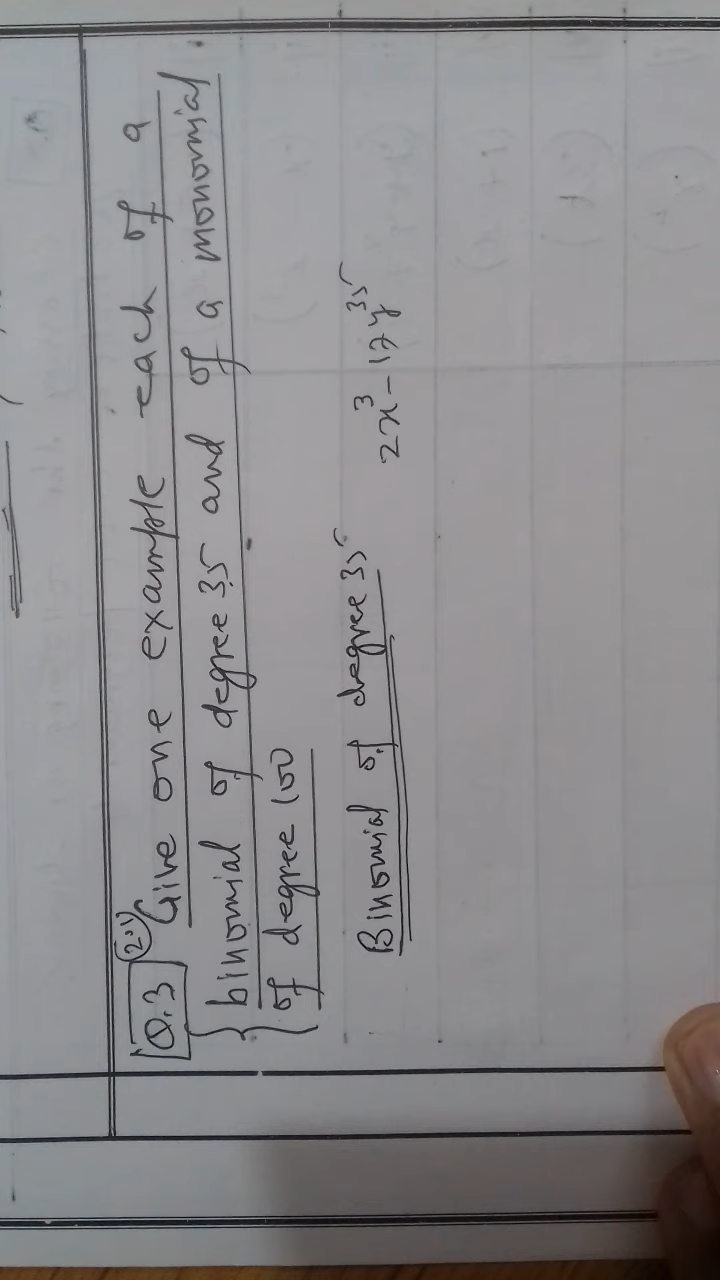 Q.3 (2.1) Give one example each of a
binomial of degree 35 and of a monomial
of degree 100
Binomial of degree 35 2x³ - 17y³⁵